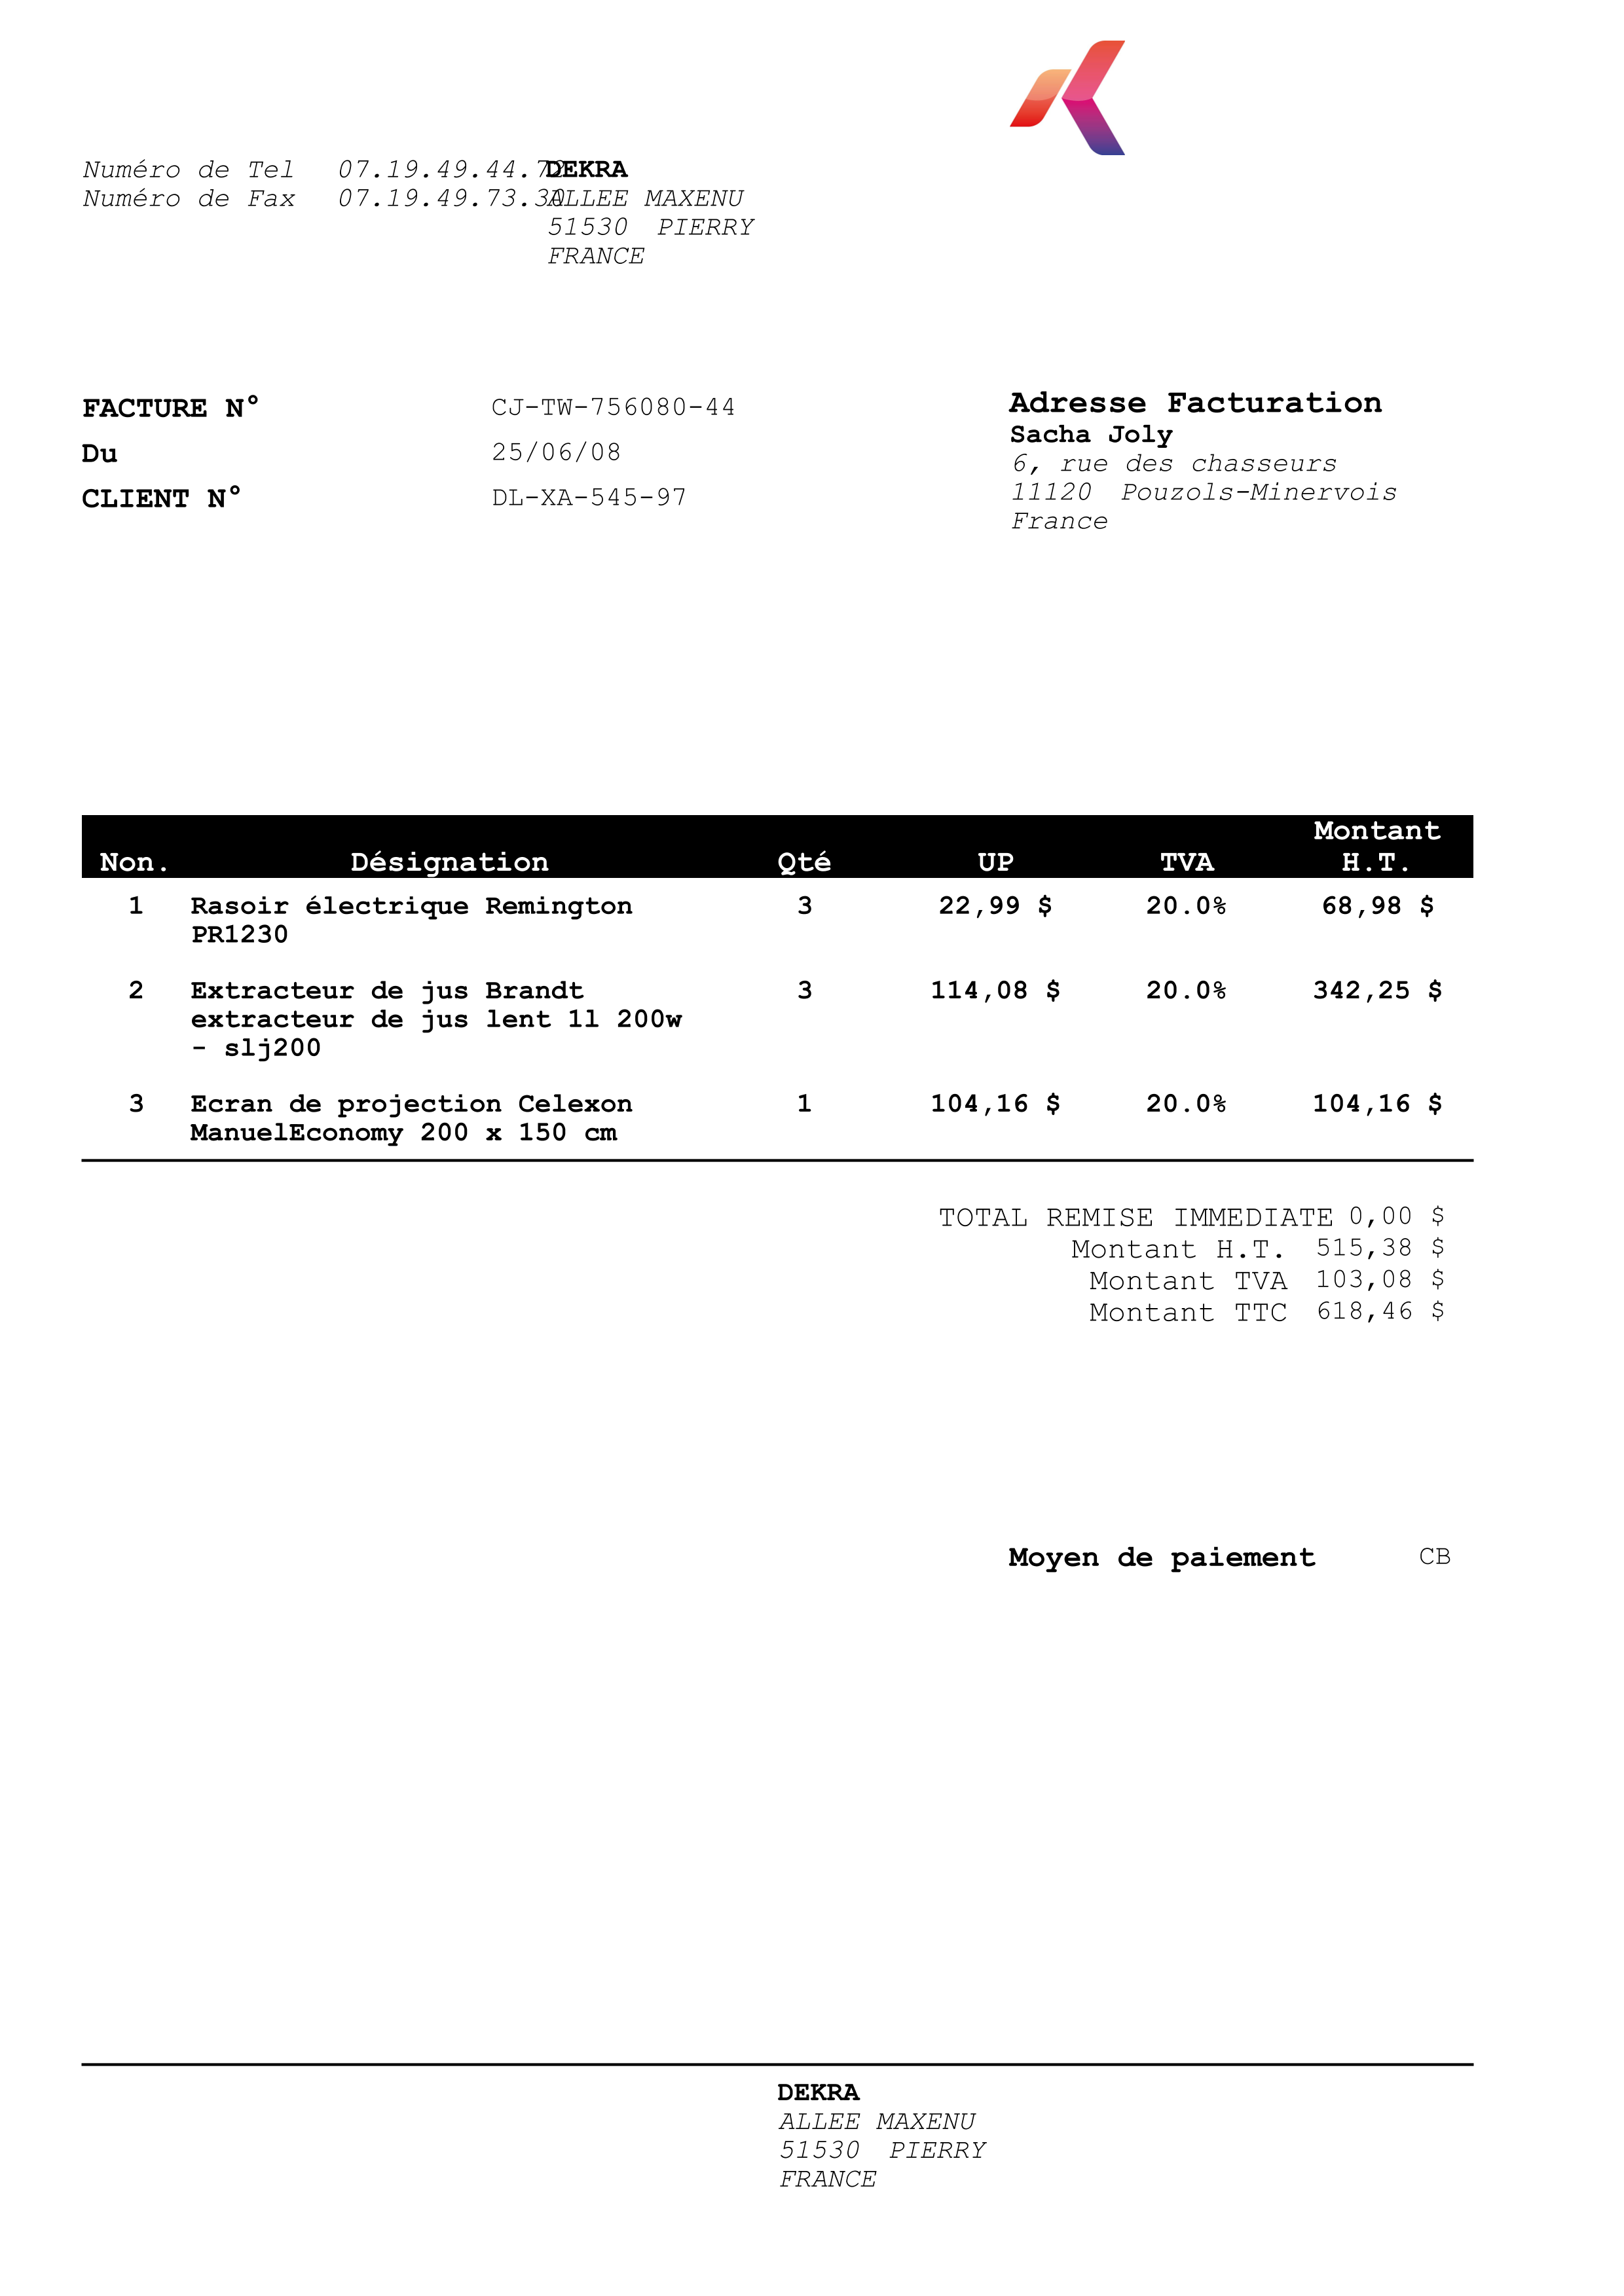 Numéro de Tel 07.19.49.44.72
Numéro de Fax 07.19.49.73.30
DEKRA
ALLEE MAXENU
51530 PIERRY
FRANCE
FACTURE N° CJ-TW-756080-44
Du 25/06/08
CLIENT N° DL-XA-545-97
Adresse Facturation
Sacha Joly
6, rue des chasseurs
11120 Pouzols-Minervois
France
Montant
Non. Désignation Qté UP TVA H.T.
1 Rasoir électrique Remington 3 22,99 $ 20.0% 68,98 $
PR1230
2 Extracteur de jus Brandt 3 114,08 $ 20.0% 342,25 $
extracteur de jus lent 1l 200w
- slj200
3 Ecran de projection Celexon 1 104,16 $ 20.0% 104,16 $
ManuelEconomy 200 x 150 cm
TOTAL REMISE IMMEDIATE 0,00 $
Montant H.T. 515,38 $
Montant TVA 103,08 $
Montant TTC 618,46 $
Moyen de paiement CB
DEKRA
ALLEE MAXENU
51530 PIERRY
FRANCE